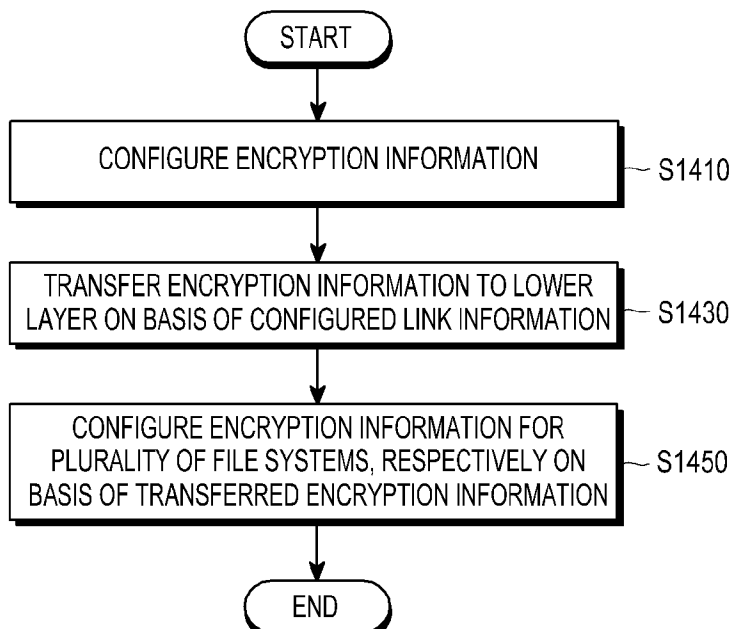 START
CONFIGURE ENCRYPTION INFORMATION
S1410
TRANSFER ENCRYPTION INFORMATION TO LOWER
LAYER ON BASIS OF CONFIGURED LINK INFORMATION
S1430
CONFIGURE ENCRYPTION INFORMATION FOR
PLURALITY OF FILE SYSTEMS, RESPECTIVELY ON
BASIS OF TRANSFERRED ENCRYPTION INFORMATION
S1450
END